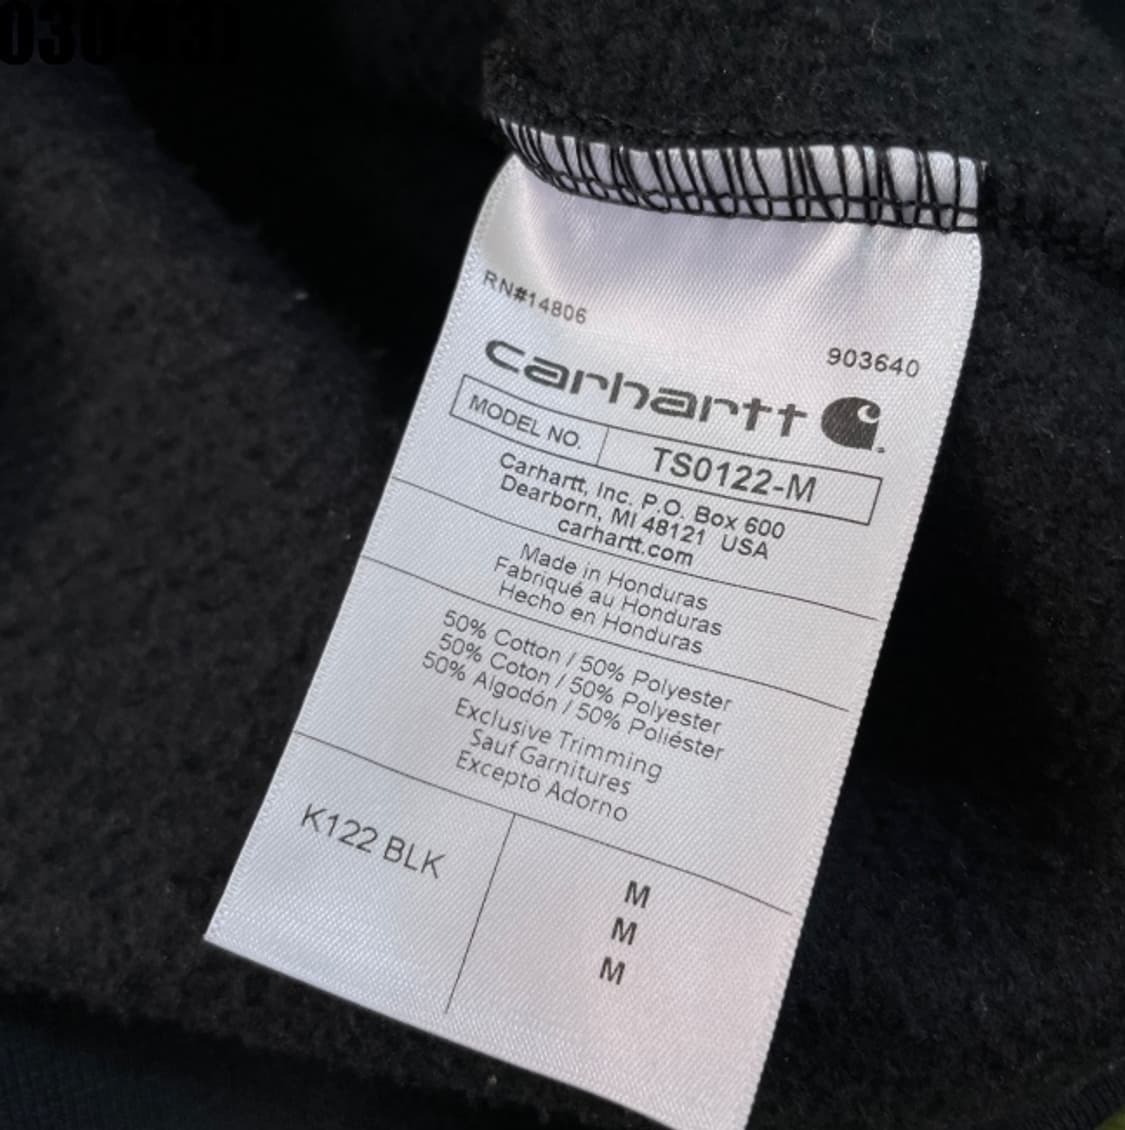 RN#14806
903640
carhartt
MODEL NO. TS0122-M
Carhartt, Inc. P.O. Box 600
Dearborn, MI 48121 USA
carhartt.com
Made in Honduras
Fabriqué au Honduras
Hecho en Honduras
50% Cotton / 50% Polyester
50% Coton / 50% Polyester
50% Algodón / 50% Poliéster
Exclusive Trimming
Sauf Garnitures
Excepto Adorno
K122 BLK
M
M
M